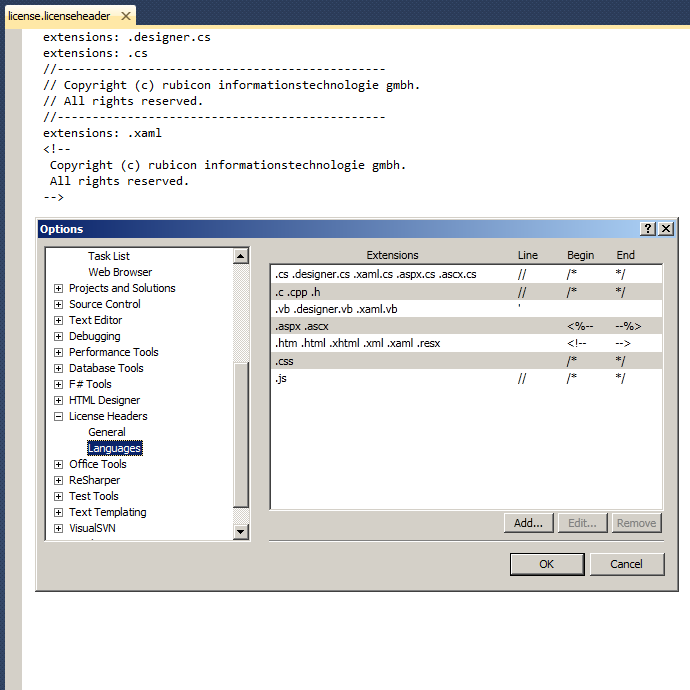 license.licenseheader
extensions: .designer.cs
extensions: .cs
//-----------------------------------------------
// Copyright (c) rubicon informationstechnologie gmbh.
// All rights reserved.
//-----------------------------------------------
extensions: .xaml
<!--
Copyright (c) rubicon informationstechnologie gmbh.
All rights reserved.
-->
Options
Task List
Web Browser
Projects and Solutions
Source Control
Text Editor
Debugging
Performance Tools
Database Tools
F# Tools
HTML Designer
License Headers
General
Languages
Office Tools
ReSharper
Test Tools
Text Templating
VisualSVN
Extensions Line Begin End
.cs .designer.cs .xaml.cs .aspx.cs .ascx.cs // /* */
.c .cpp .h // /* */
.vb .designer.vb .xaml.vb '
.aspx .ascx <%-- --%>
.htm .html .xhtml .xml .xaml .resx <!-- -->
.css /* */
.js // /* */
Add... Edit... Remove
OK Cancel